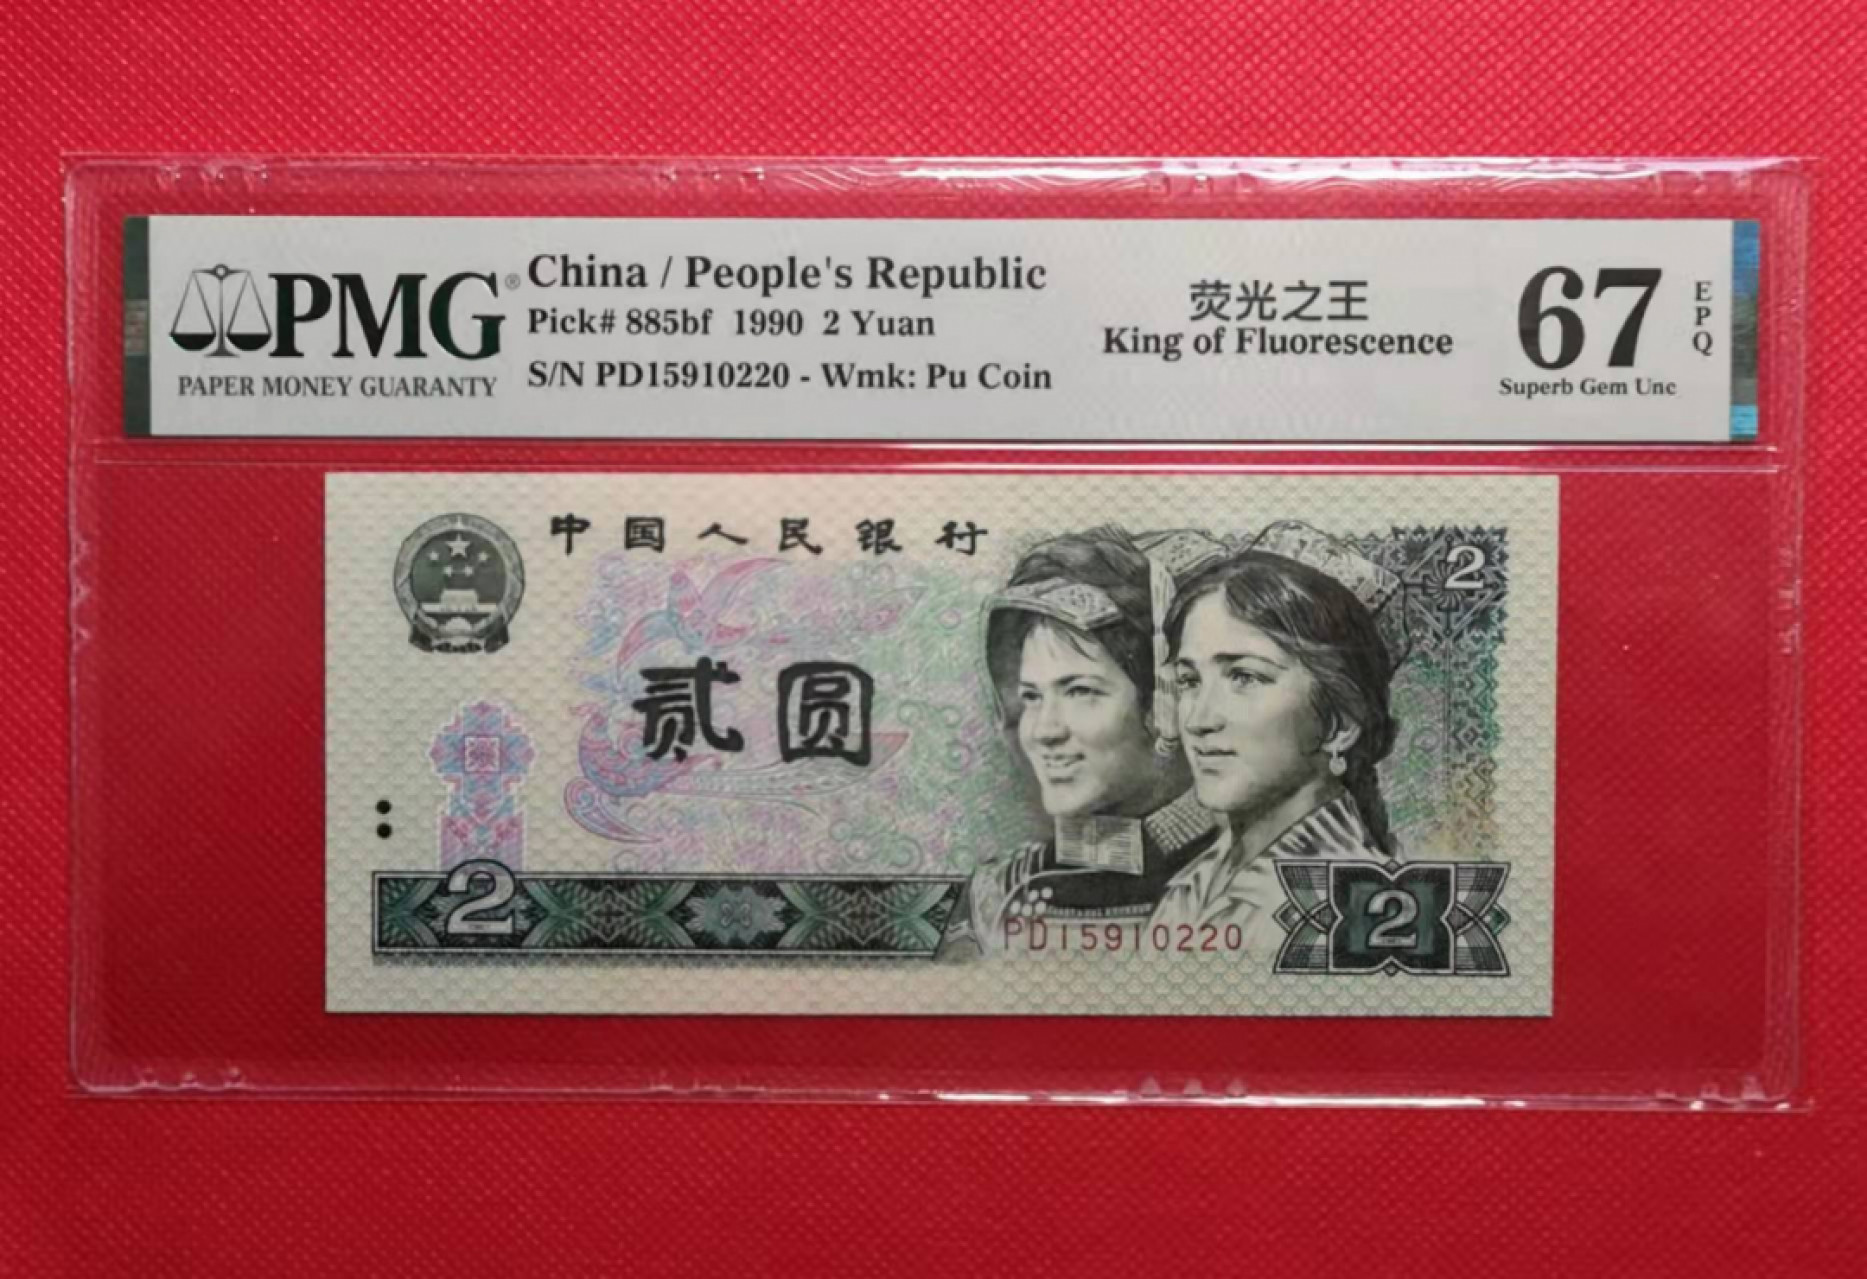 PMG®
PAPER MONEY GUARANTY
China / People's Republic
Pick# 885bf 1990 2 Yuan
S/N PD15910220 - Wmk: Pu Coin
荧光之王
King of Fluorescence
67
EPQ
Superb Gem Unc
中国人民银行
2
贰圆
2
PD15910220
2